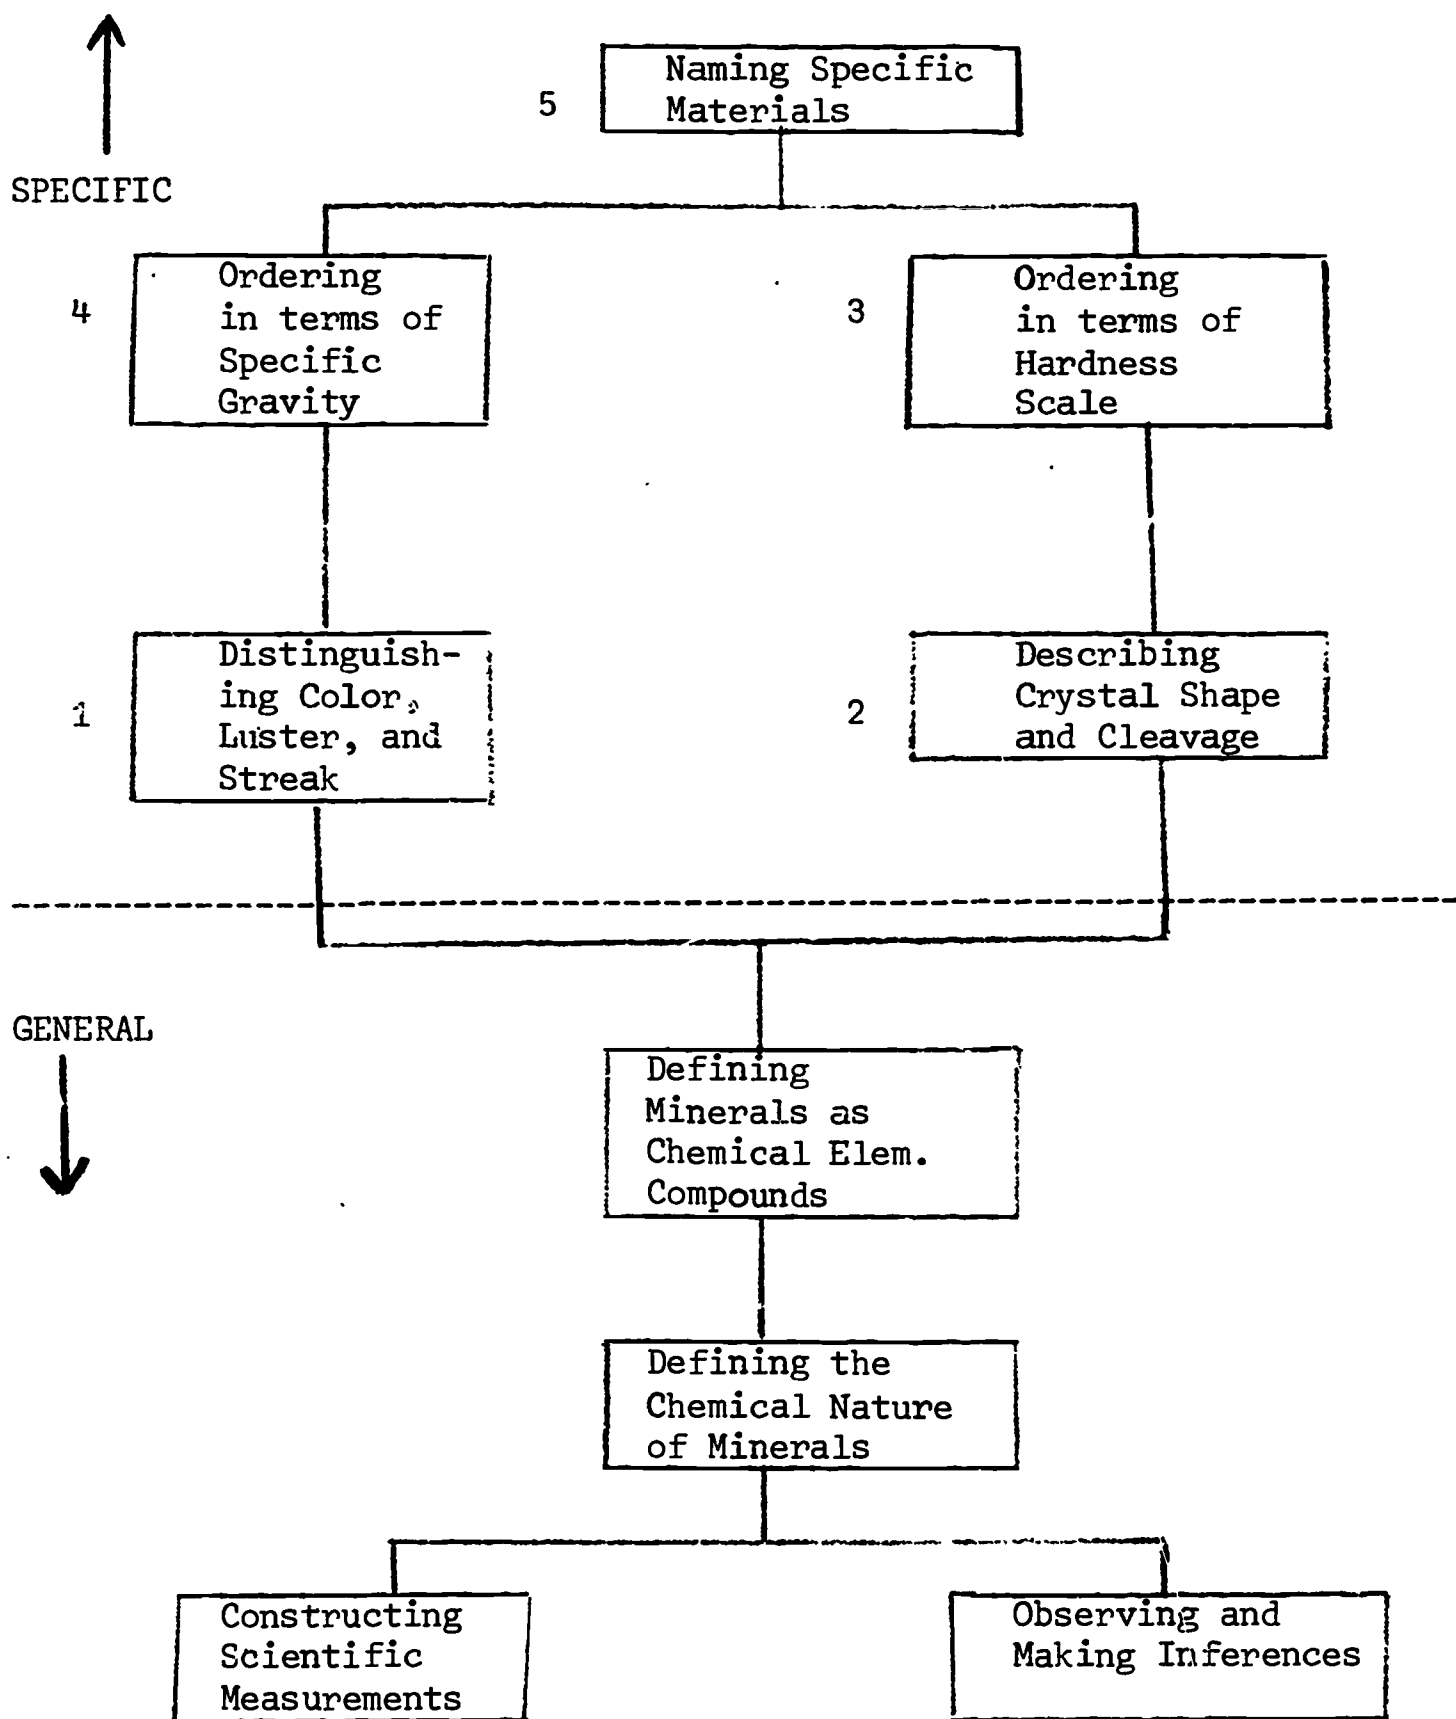 Naming Specific
Materials
5
SPECIFIC
4
Ordering
in terms of
Specific
Gravity
3
Ordering
in terms of
Hardness
Scale
1
Distinguish-
ing Color,
Luster, and
Streak
2
Describing
Crystal Shape
and Cleavage
GENERAL
Defining
Minerals as
Chemical Elem.
Compounds
Defining the
Chemical Nature
of Minerals
Constructing
Scientific
Measurements
Observing and
Making Inferences